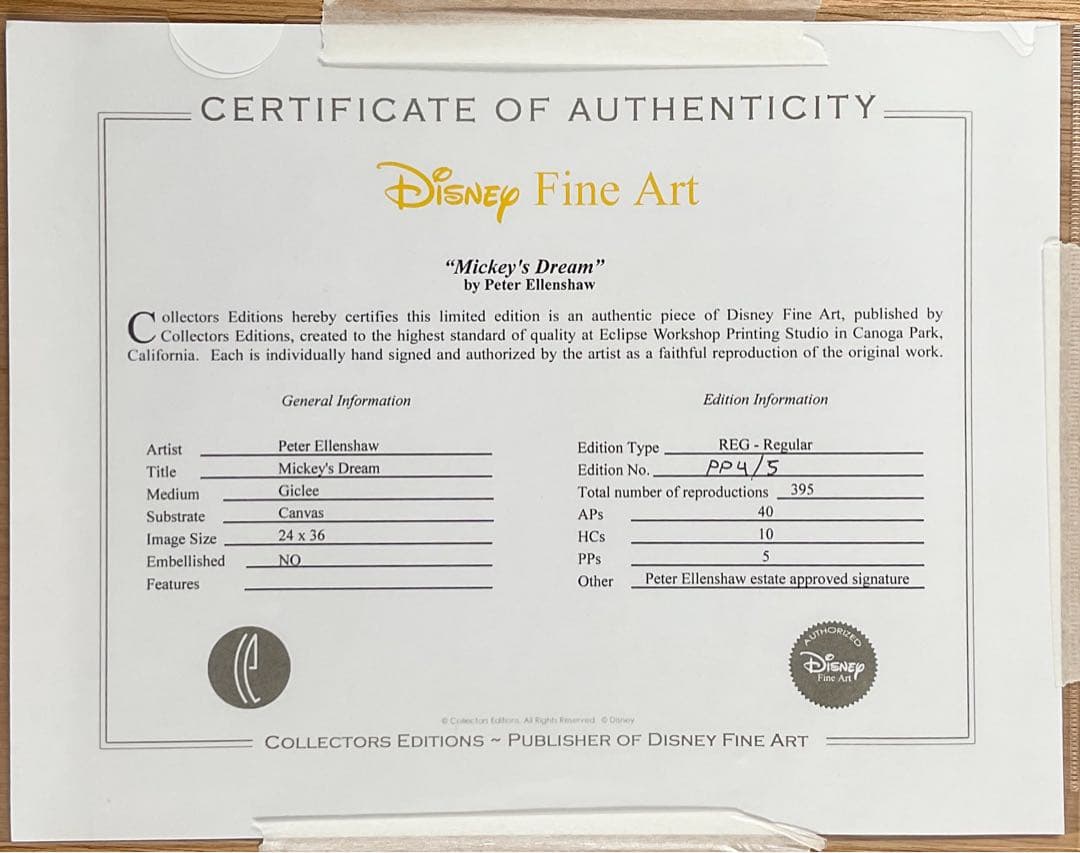 CERTIFICATE OF AUTHENTICITY
Disney Fine Art
“Mickey's Dream”
by Peter Ellenshaw
Collectors Editions hereby certifies this limited edition is an authentic piece of Disney Fine Art, published by
Collectors Editions, created to the highest standard of quality at Eclipse Workshop Printing Studio in Canoga Park,
California. Each is individually hand signed and authorized by the artist as a faithful reproduction of the original work.
General Information
Artist Peter Ellenshaw
Title Mickey's Dream
Medium Giclee
Substrate Canvas
Image Size 24 x 36
Embellished NO
Features
Edition Information
Edition Type REG - Regular
Edition No. PP4/5
Total number of reproductions 395
APs 40
HCs 10
PPs 5
Other Peter Ellenshaw estate approved signature
AUTHORIZED
Disney
Fine Art
© Collectors Editions. All Rights Reserved. © Disney
COLLECTORS EDITIONS ~ PUBLISHER OF DISNEY FINE ART